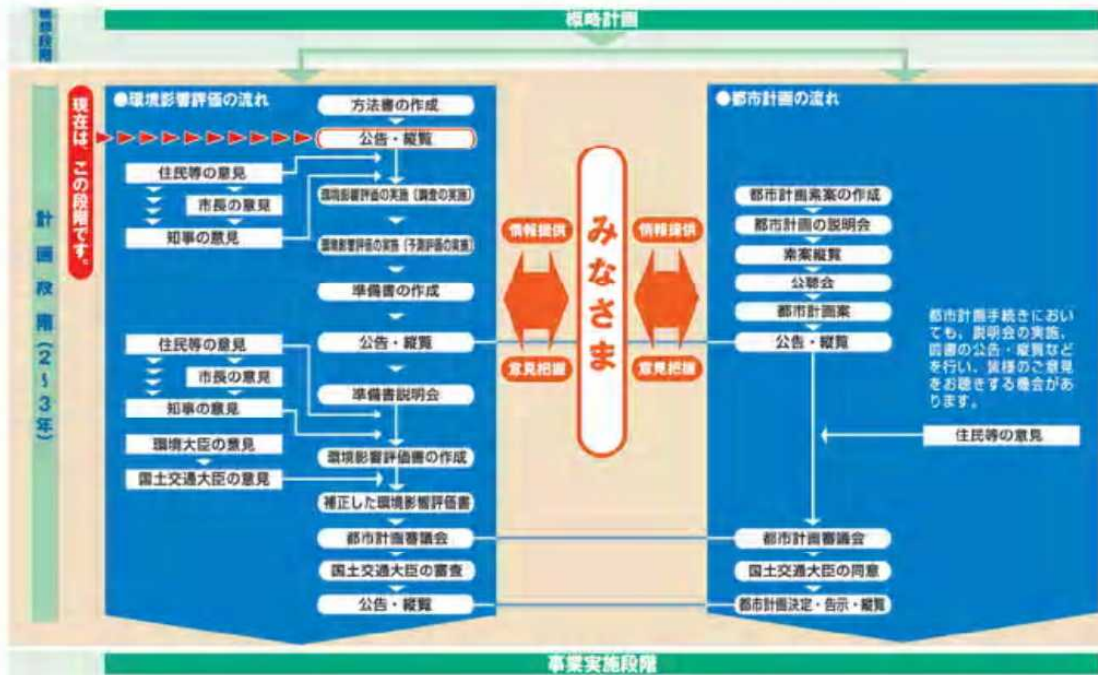 概略計画
現在は、この段階です。
計画段階(2~3年)
●環境影響評価の流れ
方法書の作成
公告・縦覧
住民等の意見
市長の意見
知事の意見
環境影響評価の実施(調査の実施)
環境影響評価の実施(予測評価の実施)
準備書の作成
公告・縦覧
住民等の意見
市長の意見
知事の意見
準備書説明会
環境大臣の意見
環境影響評価書の作成
国土交通大臣の意見
補正した環境影響評価書
都市計画審議会
国土交通大臣の審査
公告・縦覧
情報提供
意見把握
みなさま
情報提供
意見把握
●都市計画の流れ
都市計画素案の作成
都市計画の説明会
素案縦覧
公聴会
都市計画案
公告・縦覧
都市計画手続きにおい
ても、説明会の実施、
図書の公告・縦覧など
を行い、皆様のご意見
をお聴きする機会があ
ります。
住民等の意見
都市計画審議会
国土交通大臣の同意
都市計画決定・告示・縦覧
事業実施段階